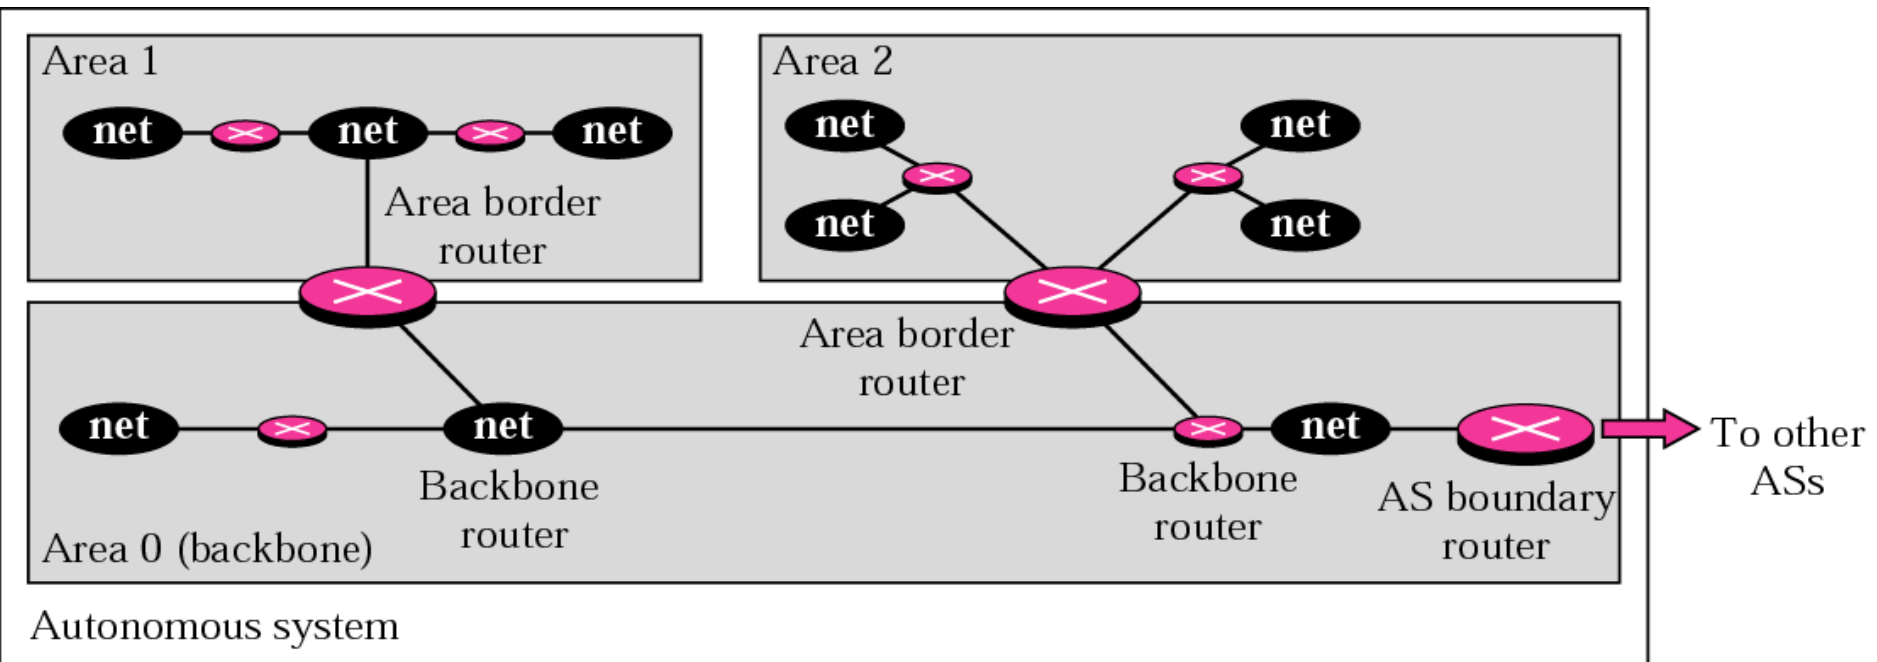 Area 1
net
net
net
Area border
router
Area 2
net
net
net
net
Area border
router
net
net
net
Backbone
router
Backbone
router
AS boundary
router
To other
ASs
Area 0 (backbone)
Autonomous system